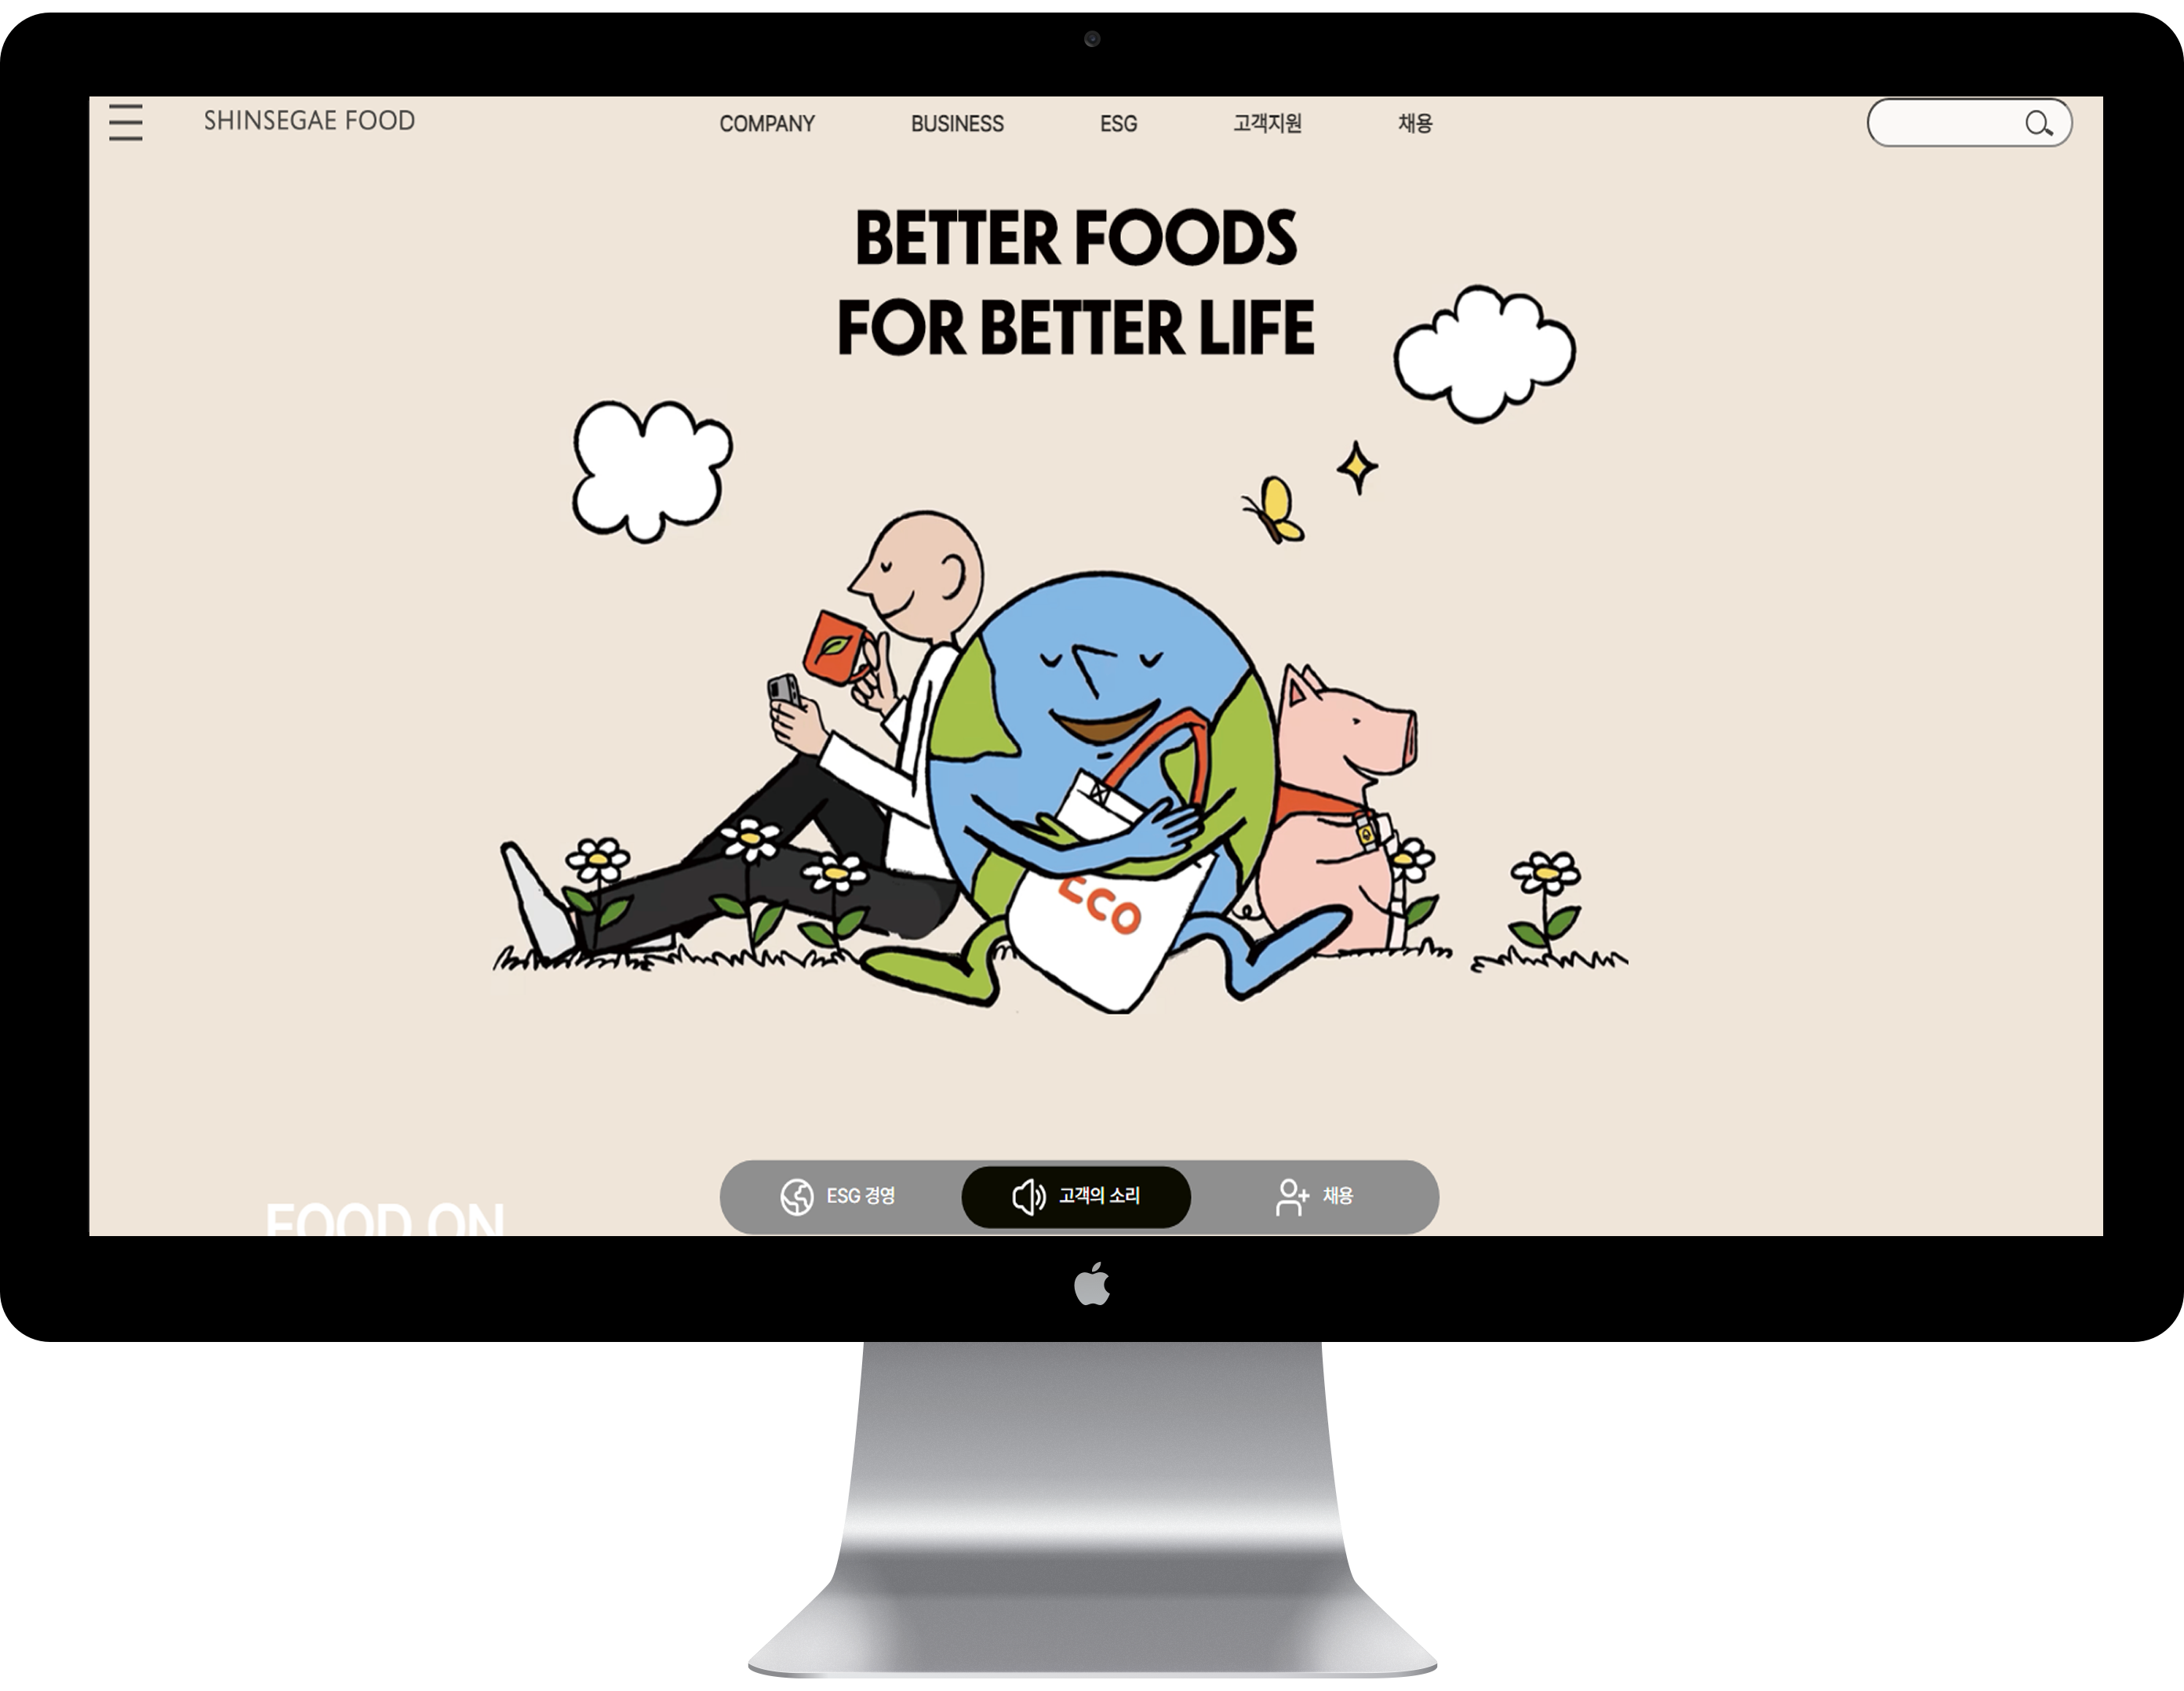 SHINSEGAE FOOD
COMPANY
BUSINESS
ESG
고객지원
채용
BETTER FOODS
FOR BETTER LIFE
ECO
ESG 경영
고객의 소리
채용
FOOD ON